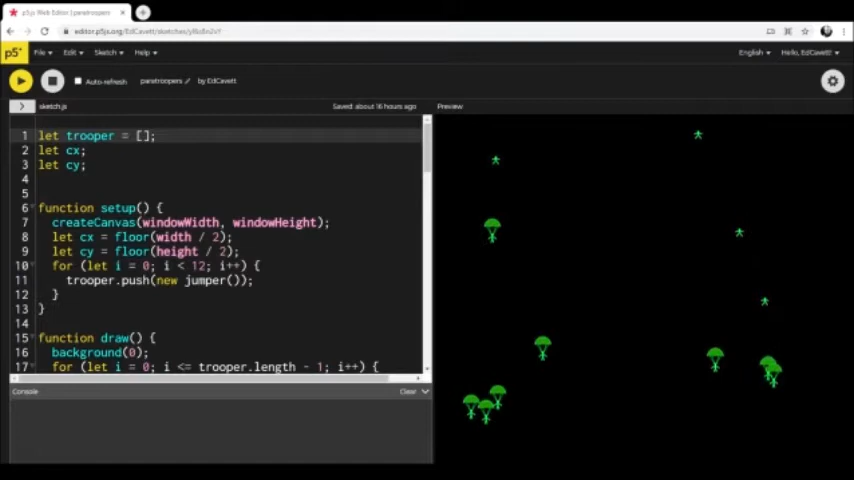 p5.js Web Editor | paratroopers
editor.p5js.org/EdCavett/sketches/
p5* File Edit Sketch Help English Hello, EdCavett!
Auto-refresh paratroopers by EdCavett
sketch.js Saved: about 16 hours ago Preview
1 let trooper = [];
2 let cx;
3 let cy;
4
5
6 function setup() {
7 createCanvas(windowWidth, windowHeight);
8 let cx = floor(width / 2);
9 let cy = floor(height / 2);
10 for (let i = 0; i < 12; i++) {
11 trooper.push(new jumper());
12 }
13 }
14
15 function draw() {
16 background(0);
17 for (let i = 0; i <= trooper.length - 1; i++) {
Console Clear